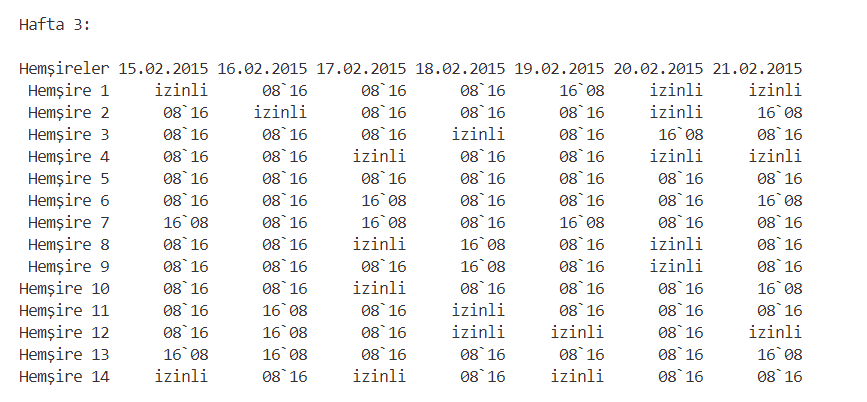 Hafta 3:
Hemşireler 15.02.2015 16.02.2015 17.02.2015 18.02.2015 19.02.2015 20.02.2015 21.02.2015
Hemşire 1 izinli 08`16 08`16 08`16 16`08 izinli izinli
Hemşire 2 08`16 izinli 08`16 08`16 08`16 izinli 16`08
Hemşire 3 08`16 08`16 08`16 izinli 08`16 16`08 08`16
Hemşire 4 08`16 08`16 izinli 08`16 08`16 izinli izinli
Hemşire 5 08`16 08`16 08`16 08`16 08`16 08`16 08`16
Hemşire 6 08`16 08`16 16`08 08`16 08`16 08`16 16`08
Hemşire 7 16`08 08`16 16`08 08`16 16`08 08`16 08`16
Hemşire 8 08`16 08`16 izinli 16`08 08`16 izinli 08`16
Hemşire 9 08`16 08`16 08`16 16`08 08`16 izinli 08`16
Hemşire 10 08`16 08`16 izinli 08`16 08`16 08`16 16`08
Hemşire 11 08`16 16`08 08`16 izinli 08`16 08`16 08`16
Hemşire 12 08`16 16`08 08`16 izinli izinli 08`16 izinli
Hemşire 13 16`08 16`08 08`16 08`16 08`16 08`16 16`08
Hemşire 14 izinli 08`16 izinli 08`16 izinli 08`16 08`16